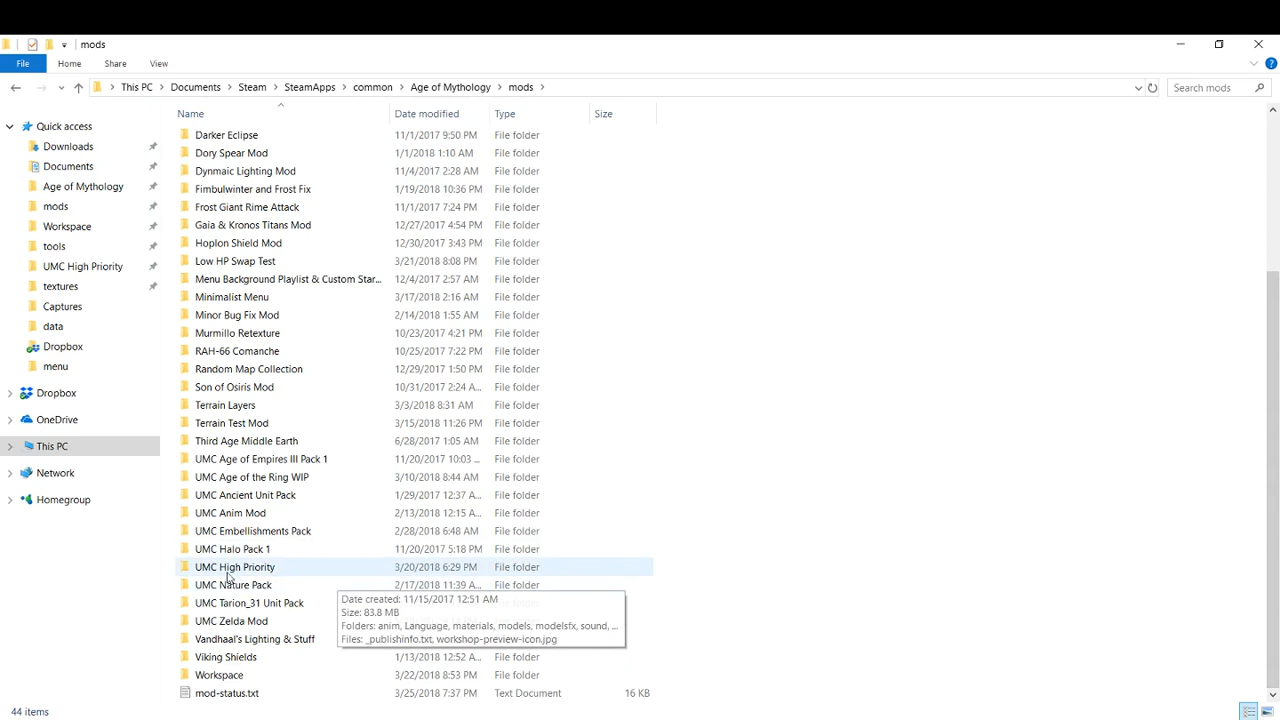 mods
File Home Share View
This PC Documents Steam SteamApps common Age of Mythology mods Search mods
Name Date modified Type Size
Quick access
Downloads
Documents
Age of Mythology
mods
Workspace
tools
UMC High Priority
textures
Captures
data
Dropbox
menu
Dropbox
OneDrive
This PC
Network
Homegroup
Darker Eclipse 11/1/2017 9:50 PM File folder
Dory Spear Mod 1/1/2018 1:10 AM File folder
Dynmaic Lighting Mod 11/4/2017 2:28 AM File folder
Fimbulwinter and Frost Fix 1/19/2018 10:36 PM File folder
Frost Giant Rime Attack 11/1/2017 7:24 PM File folder
Gaia & Kronos Titans Mod 12/27/2017 4:54 PM File folder
Hoplon Shield Mod 12/30/2017 3:43 PM File folder
Low HP Swap Test 3/21/2018 8:08 PM File folder
Menu Background Playlist & Custom Star... 12/4/2017 2:57 AM File folder
Minimalist Menu 3/17/2018 2:16 AM File folder
Minor Bug Fix Mod 2/14/2018 1:55 AM File folder
Murmillo Retexture 10/23/2017 4:21 PM File folder
RAH-66 Comanche 10/25/2017 7:22 PM File folder
Random Map Collection 12/29/2017 1:50 PM File folder
Son of Osiris Mod 10/31/2017 2:24 A... File folder
Terrain Layers 3/3/2018 8:31 AM File folder
Terrain Test Mod 3/15/2018 11:26 PM File folder
Third Age Middle Earth 6/28/2017 1:05 AM File folder
UMC Age of Empires III Pack 1 11/20/2017 10:03 ... File folder
UMC Age of the Ring WIP 3/10/2018 8:44 AM File folder
UMC Ancient Unit Pack 1/29/2017 12:37 A... File folder
UMC Anim Mod 2/13/2018 12:15 A... File folder
UMC Embellishments Pack 2/28/2018 6:48 AM File folder
UMC Halo Pack 1 11/20/2017 5:18 PM File folder
UMC High Priority 3/20/2018 6:29 PM File folder
UMC Nature Pack 2/17/2018 11:39 A... File folder
UMC Tarion_31 Unit Pack
UMC Zelda Mod
Vandhaal's Lighting & Stuff
Date created: 11/15/2017 12:51 AM
Size: 83.8 MB
Folders: anim, Language, materials, models, modelsfx, sound, ...
Files: _publishinfo.txt, workshop-preview-icon.jpg
Viking Shields 1/13/2018 12:52 A... File folder
Workspace 3/22/2018 8:53 PM File folder
mod-status.txt 3/25/2018 7:37 PM Text Document 16 KB
44 items